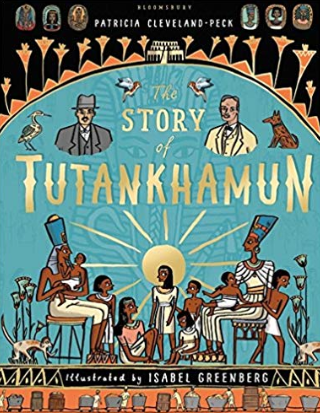 BLOOMSBURY
PATRICIA CLEVELAND-PECK
The
STORY
of
TUTANKHAMUN
Illustrated by ISABEL GREENBERG